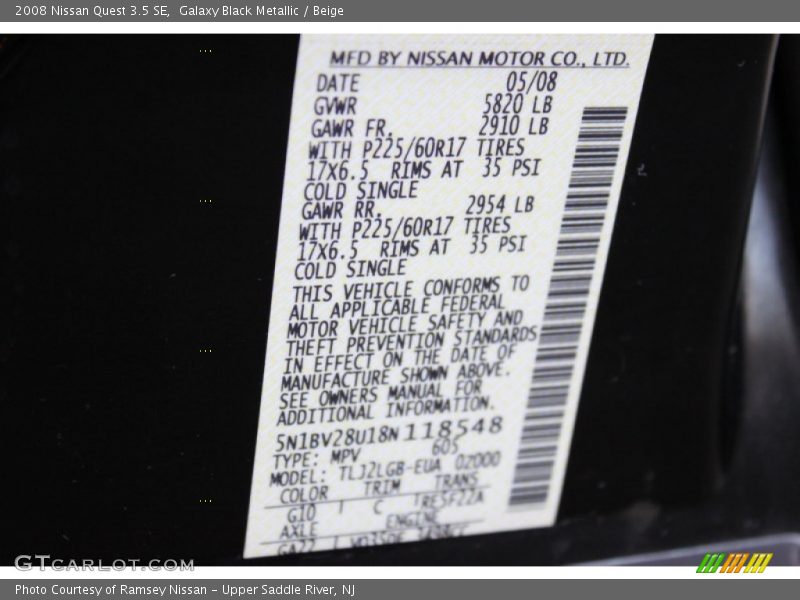 2008 Nissan Quest 3.5 SE,  Galaxy Black Metallic / Beige
MFD BY NISSAN MOTOR CO., LTD.
DATE 05/08
GVWR 5820 LB
GAWR FR. 2910 LB
WITH P225/60R17 TIRES
17X6.5 RIMS AT 35 PSI
COLD SINGLE
GAWR RR. 2954 LB
WITH P225/60R17 TIRES
17X6.5 RIMS AT 35 PSI
COLD SINGLE
THIS VEHICLE CONFORMS TO
ALL APPLICABLE FEDERAL
MOTOR VEHICLE SAFETY AND
THEFT PREVENTION STANDARDS
IN EFFECT ON THE DATE OF
MANUFACTURE SHOWN ABOVE.
SEE OWNERS MANUAL FOR
ADDITIONAL INFORMATION.
5N1BV28U18N118548
TYPE: MPV 605
MODEL: TLJ2LGB-EUA 0Z000
COLOR TRIM TRANS
G10 C TRE5F22A
AXLE ENGINE
GTCARLOT.COM
Photo Courtesy of Ramsey Nissan – Upper Saddle River, NJ